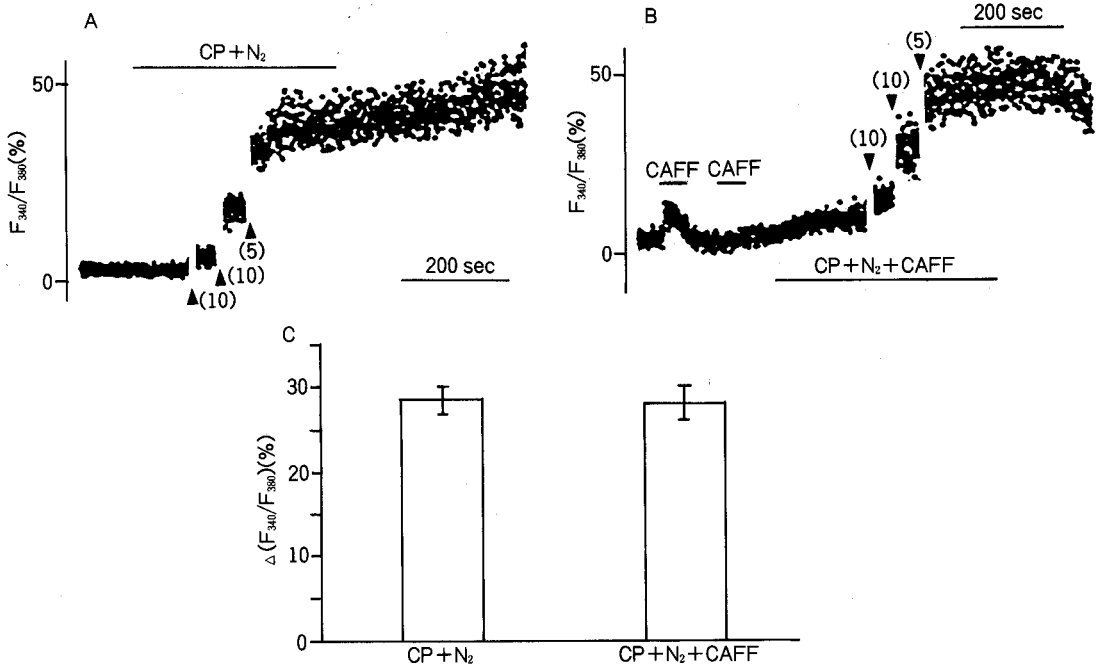 A
CP+N₂
50
0
F₃₄₀/F₃₈₀(%)
(10)
(10)
(5)
200 sec
B
200 sec
(5)
(10)
(10)
CAFF CAFF
50
0
F₃₄₀/F₃₈₀(%)
CP+N₂+CAFF
C
30
20
10
0
Δ(F₃₄₀/F₃₈₀)(%)
CP+N₂
CP+N₂+CAFF